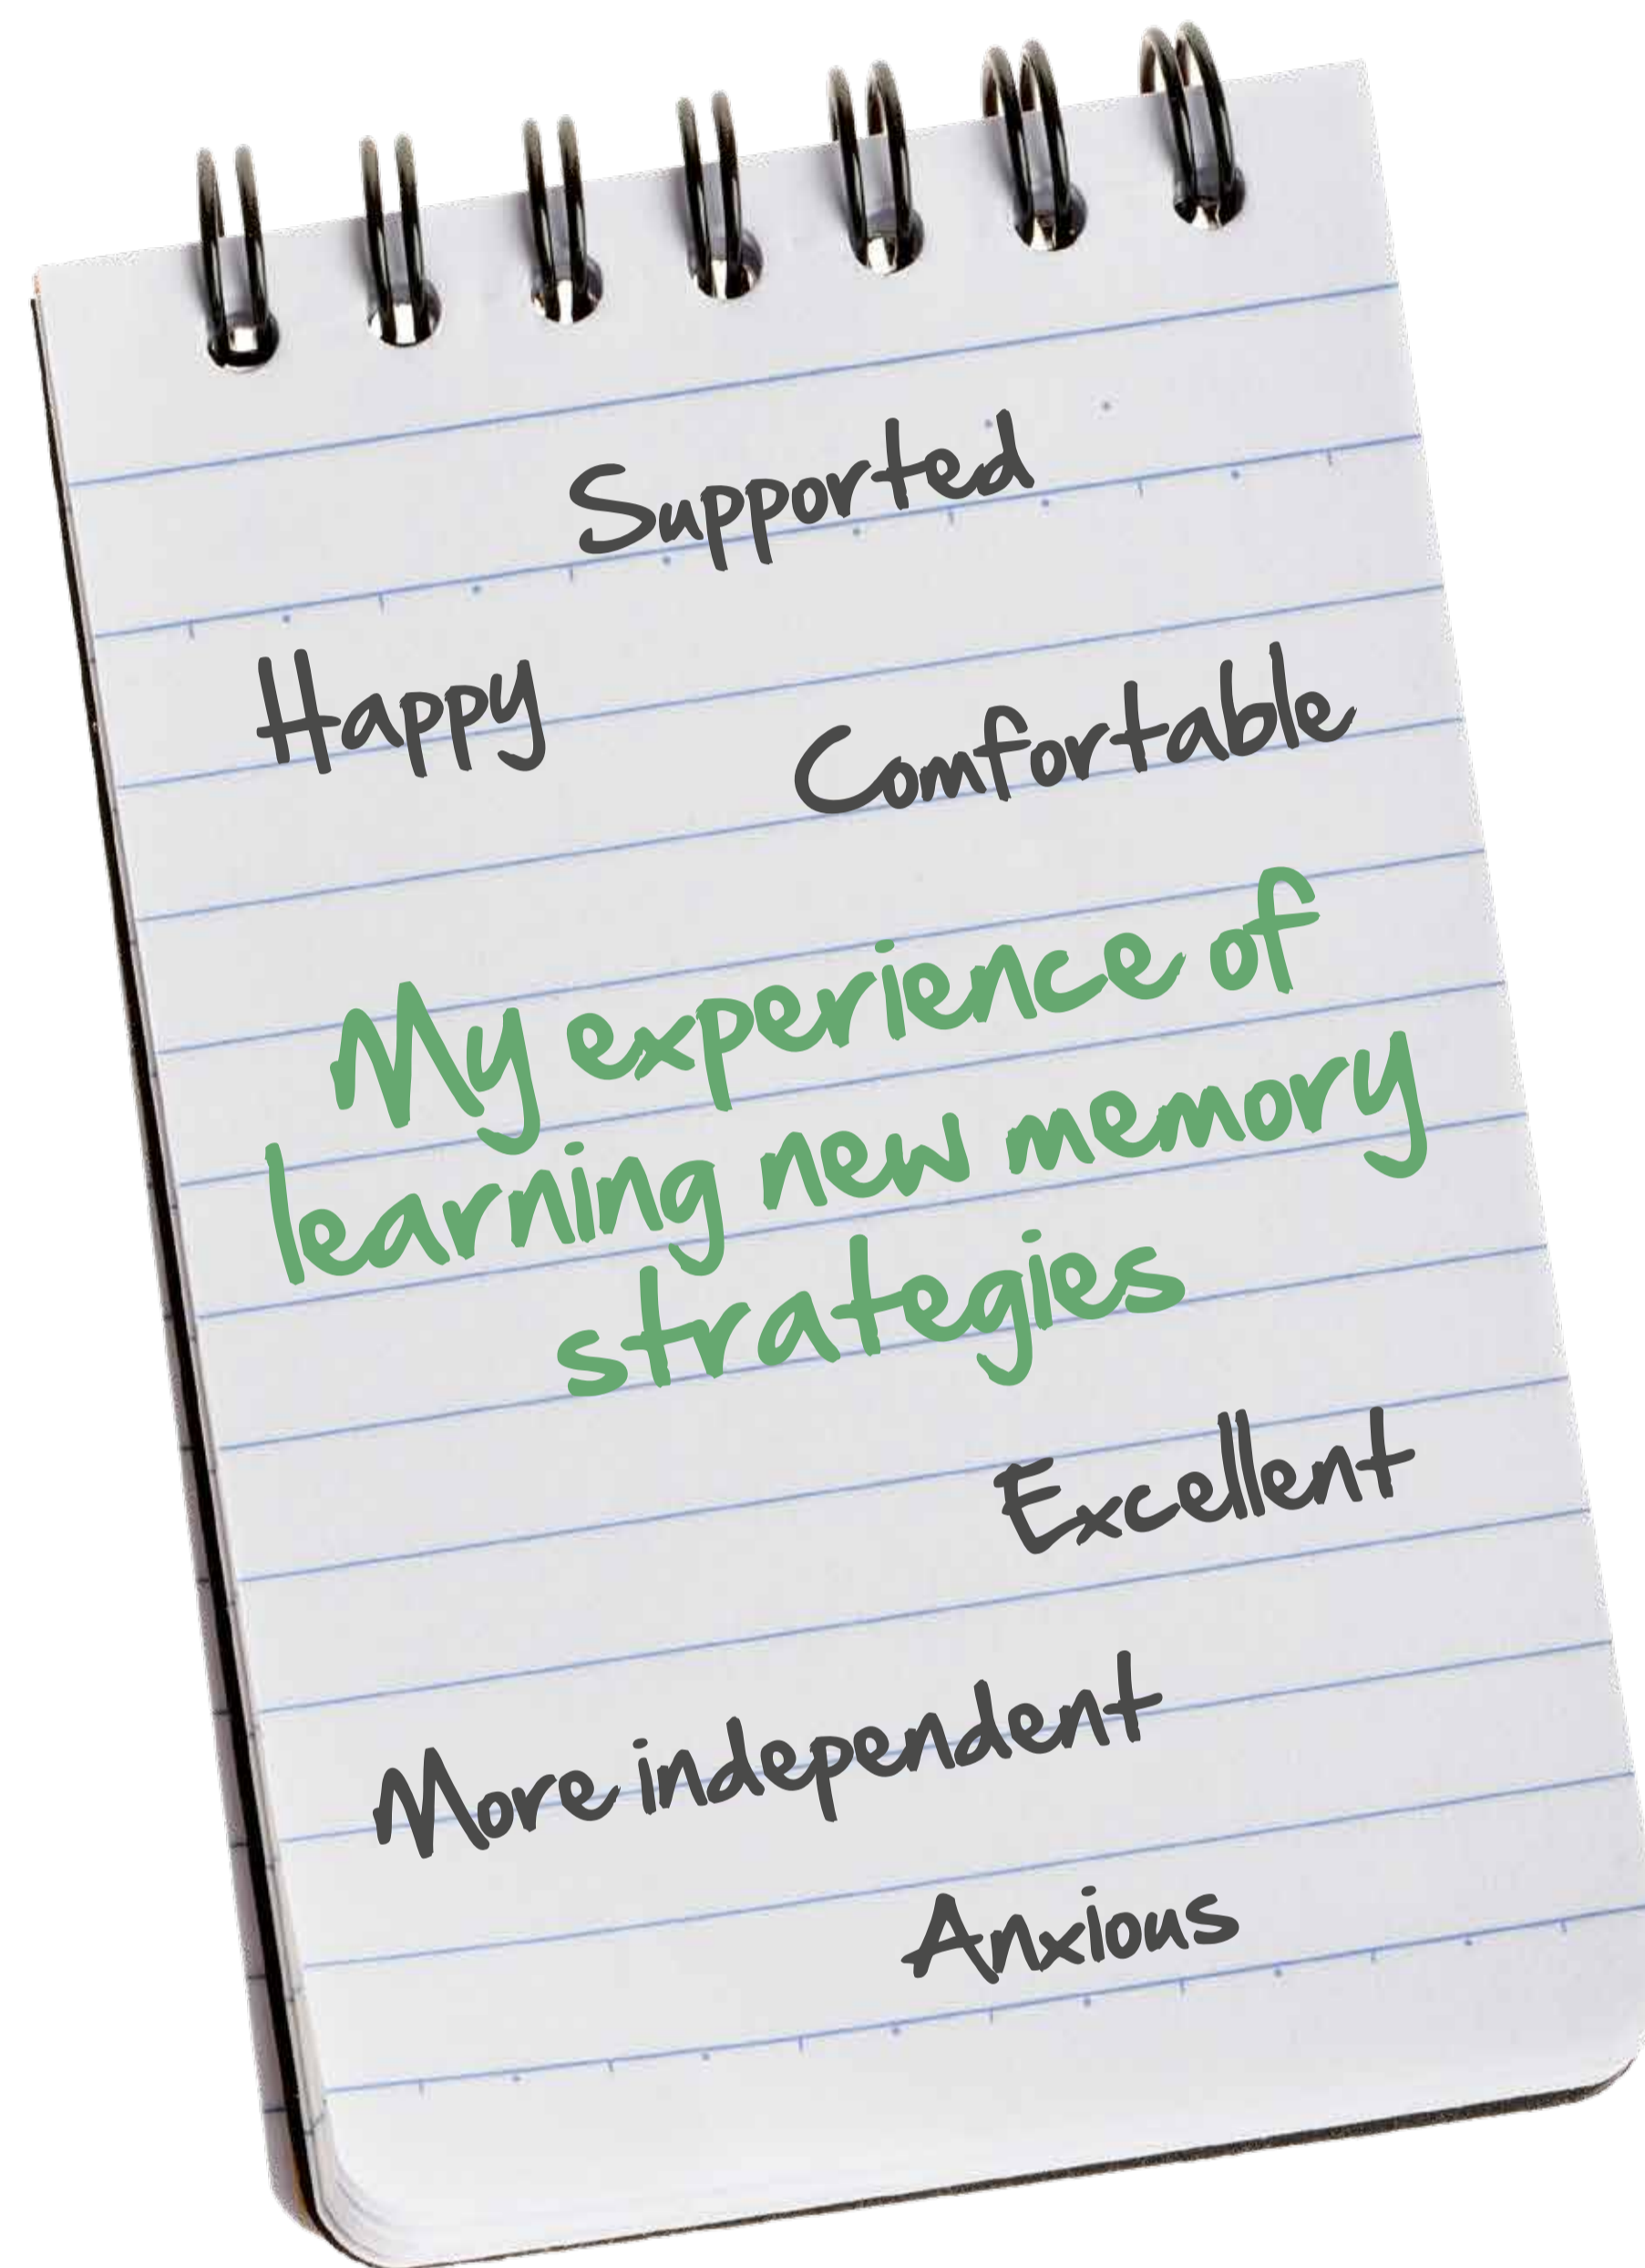 Supported
Happy
Comfortable
My experience of
learning new memory
strategies
Excellent
More independent
Anxious